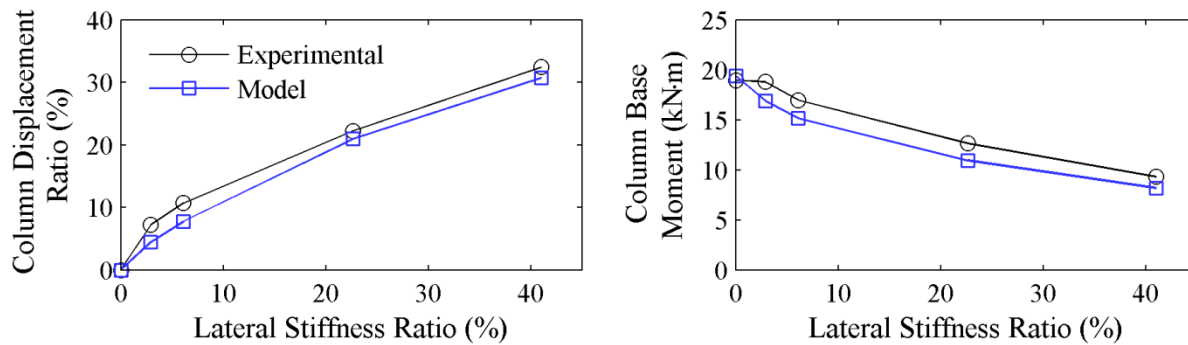 Column Displacement
Ratio (%)
40
30
20
10
0
Experimental
Model
0
10
20
30
40
Lateral Stiffness Ratio (%)
Column Base
Moment (kN·m)
25
20
15
10
5
0
0
10
20
30
40
Lateral Stiffness Ratio (%)